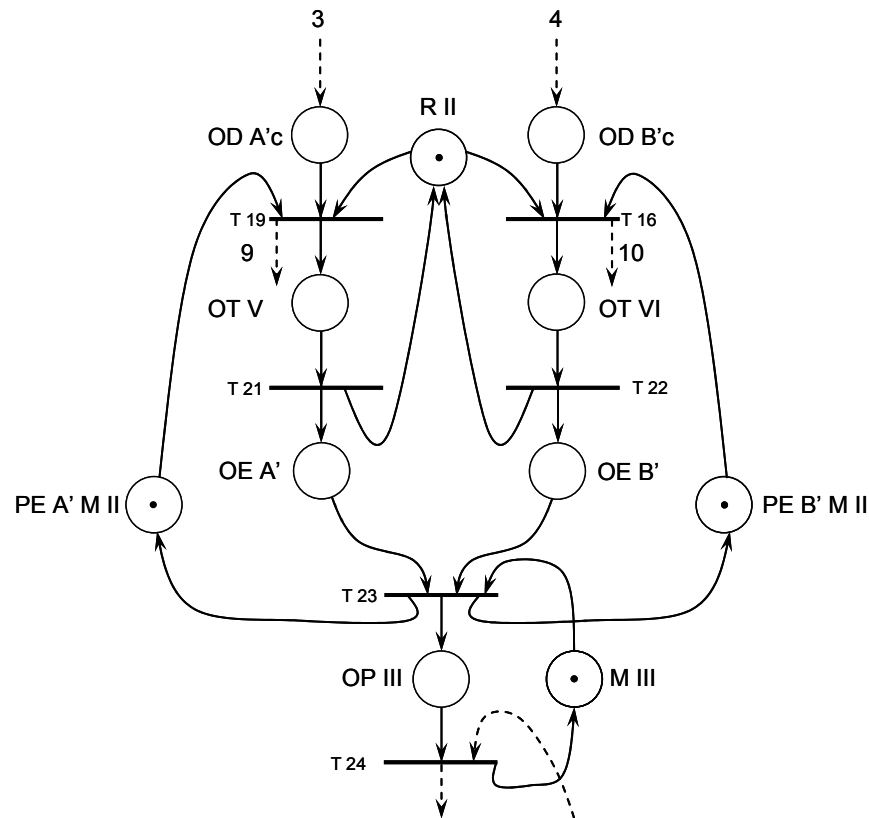 3
4
R II
OD A'c
OD B'c
T 19
T 16
9
10
OT V
OT VI
T 21
T 22
OE A'
OE B'
PE A' M II
PE B' M II
T 23
OP III
M III
T 24